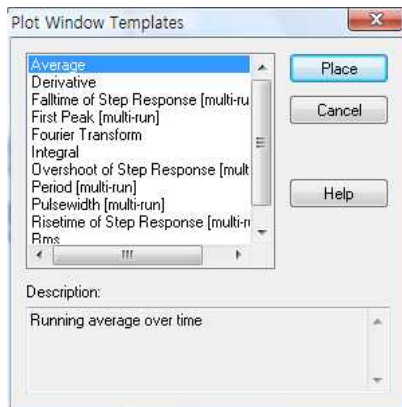 Plot Window Templates
Average
Derivative
Falltime of Step Response [multi-ru
First Peak [multi-run]
Fourier Transform
Integral
Overshoot of Step Response [mult
Period [multi-run]
Pulsewidth [multi-run]
Risetime of Step Response [multi-r
Rms
Place
Cancel
Help
Description:
Running average over time